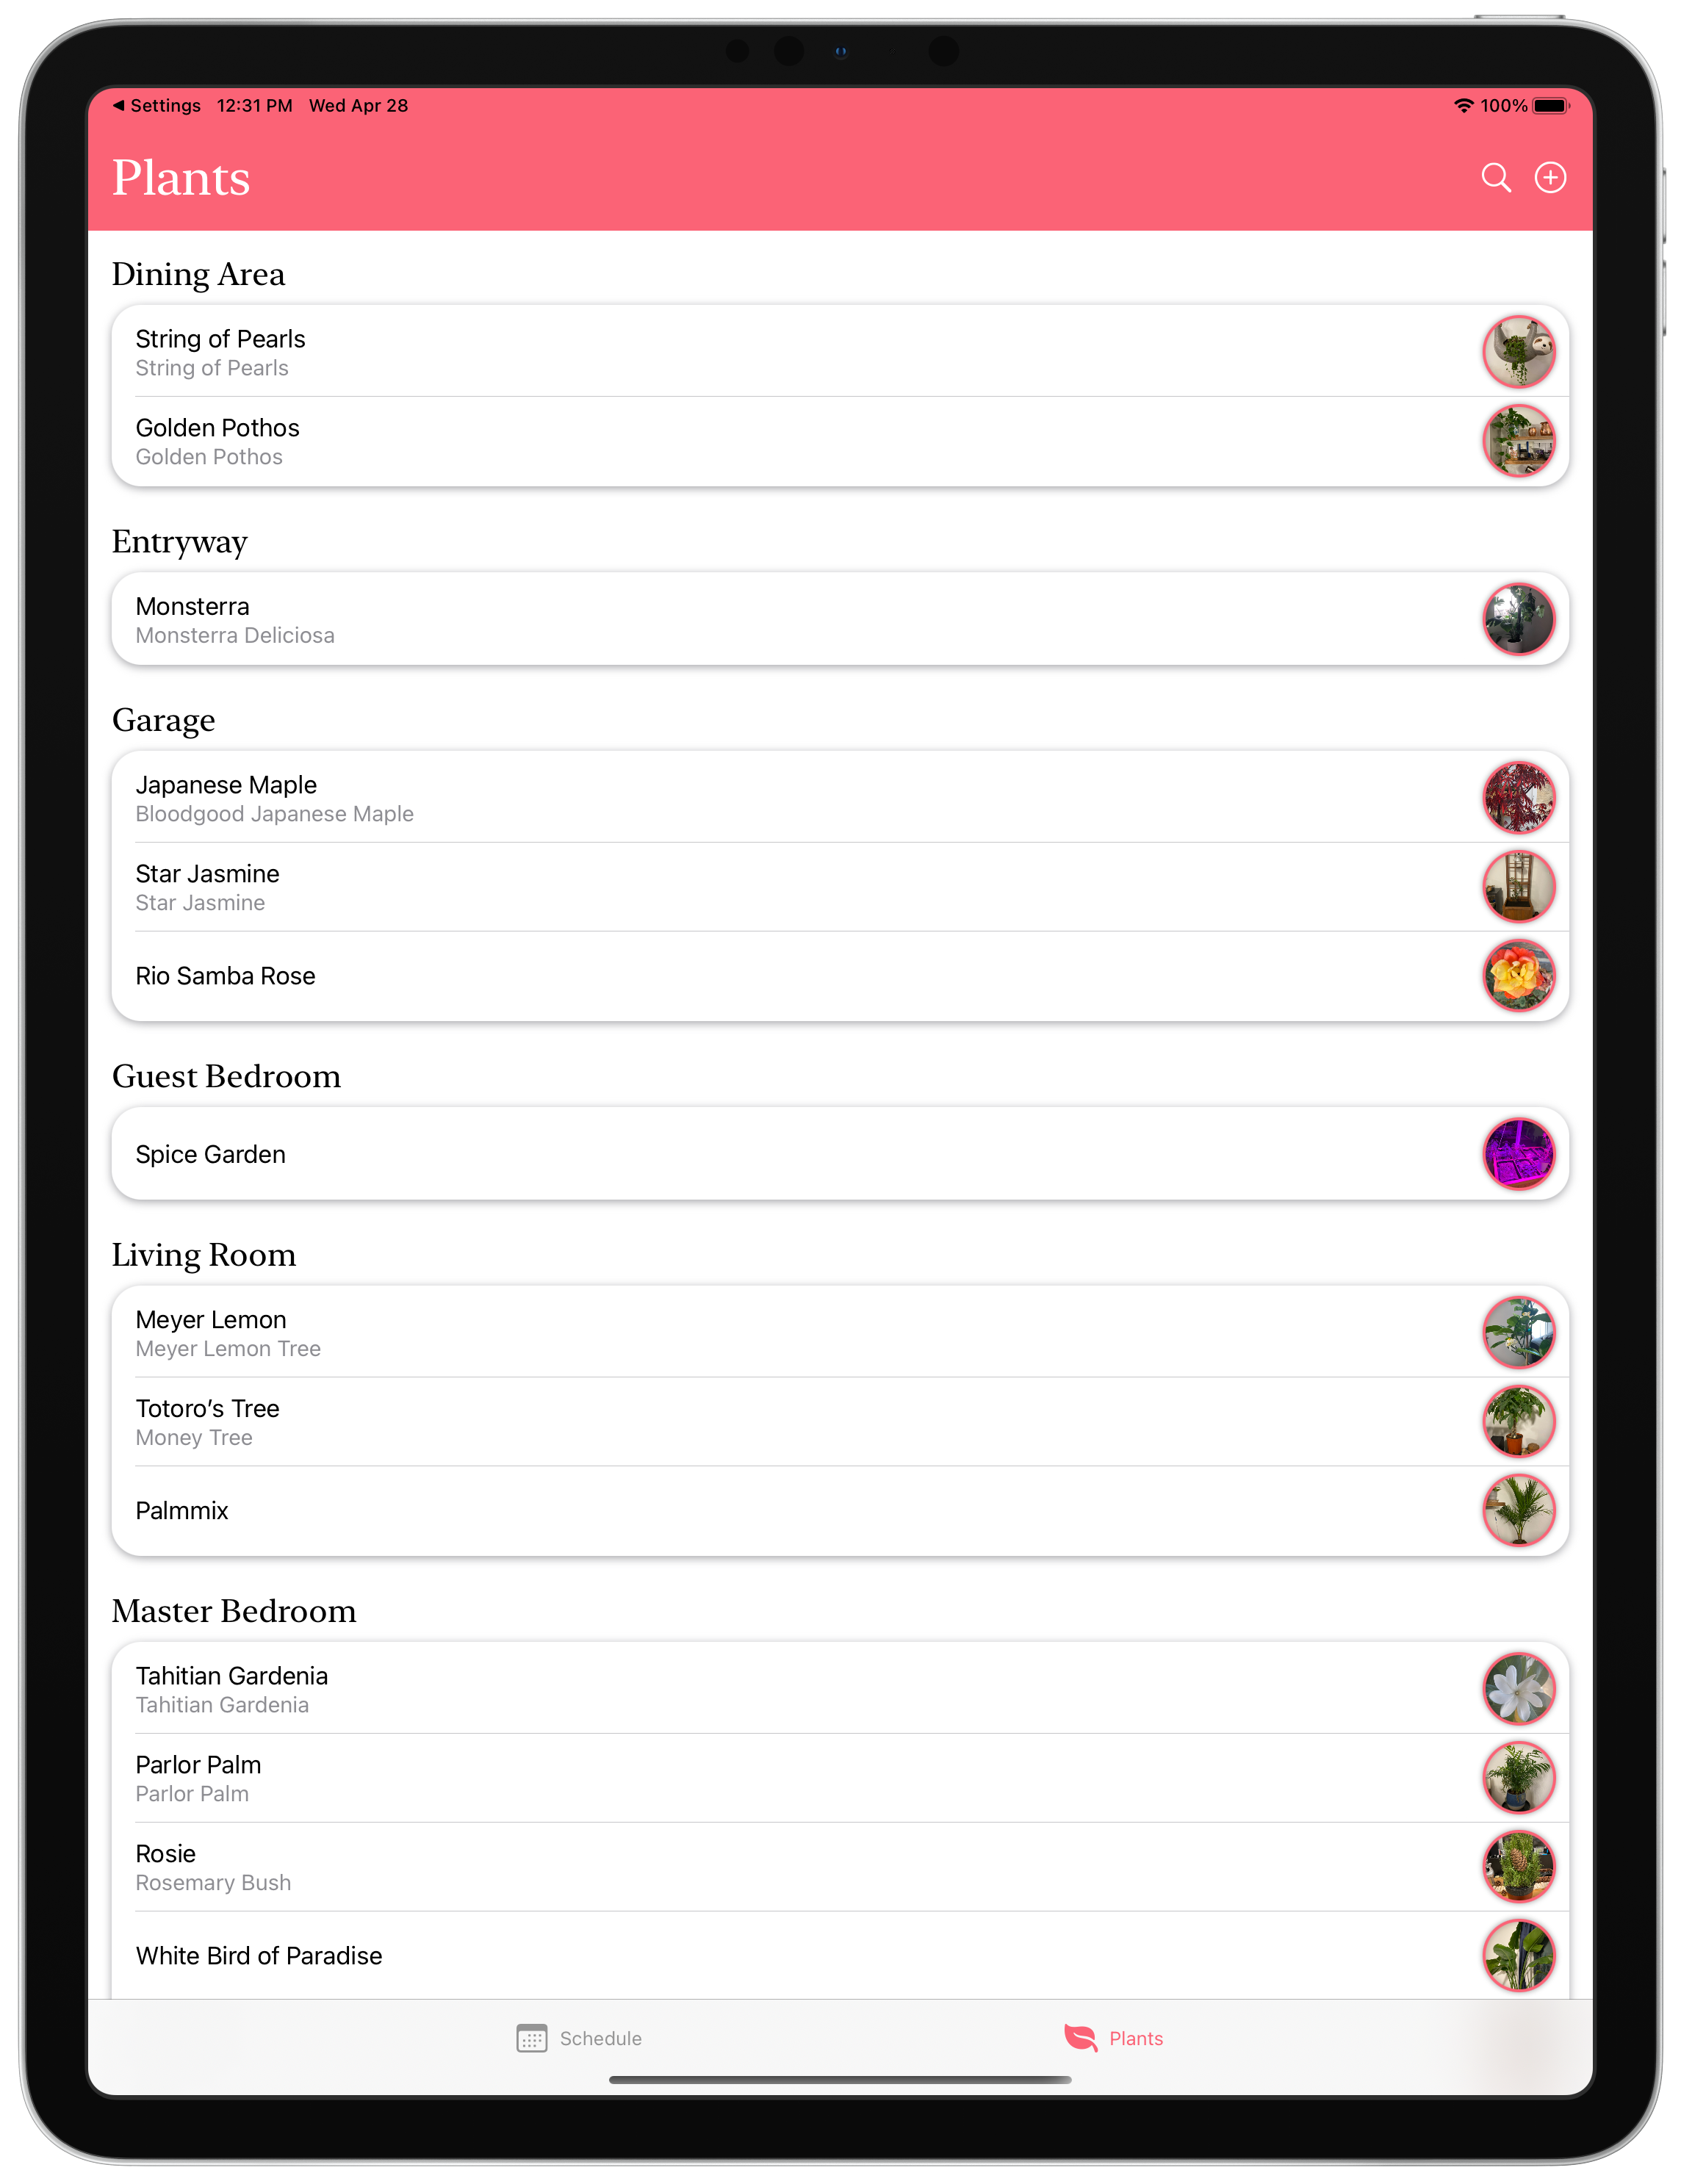 Settings 12:31 PM Wed Apr 28 100%
Plants
Dining Area
String of Pearls
String of Pearls
Golden Pothos
Golden Pothos
Entryway
Monsterra
Monsterra Deliciosa
Garage
Japanese Maple
Bloodgood Japanese Maple
Star Jasmine
Star Jasmine
Rio Samba Rose
Guest Bedroom
Spice Garden
Living Room
Meyer Lemon
Meyer Lemon Tree
Totoro’s Tree
Money Tree
Palmmix
Master Bedroom
Tahitian Gardenia
Tahitian Gardenia
Parlor Palm
Parlor Palm
Rosie
Rosemary Bush
White Bird of Paradise
Schedule Plants